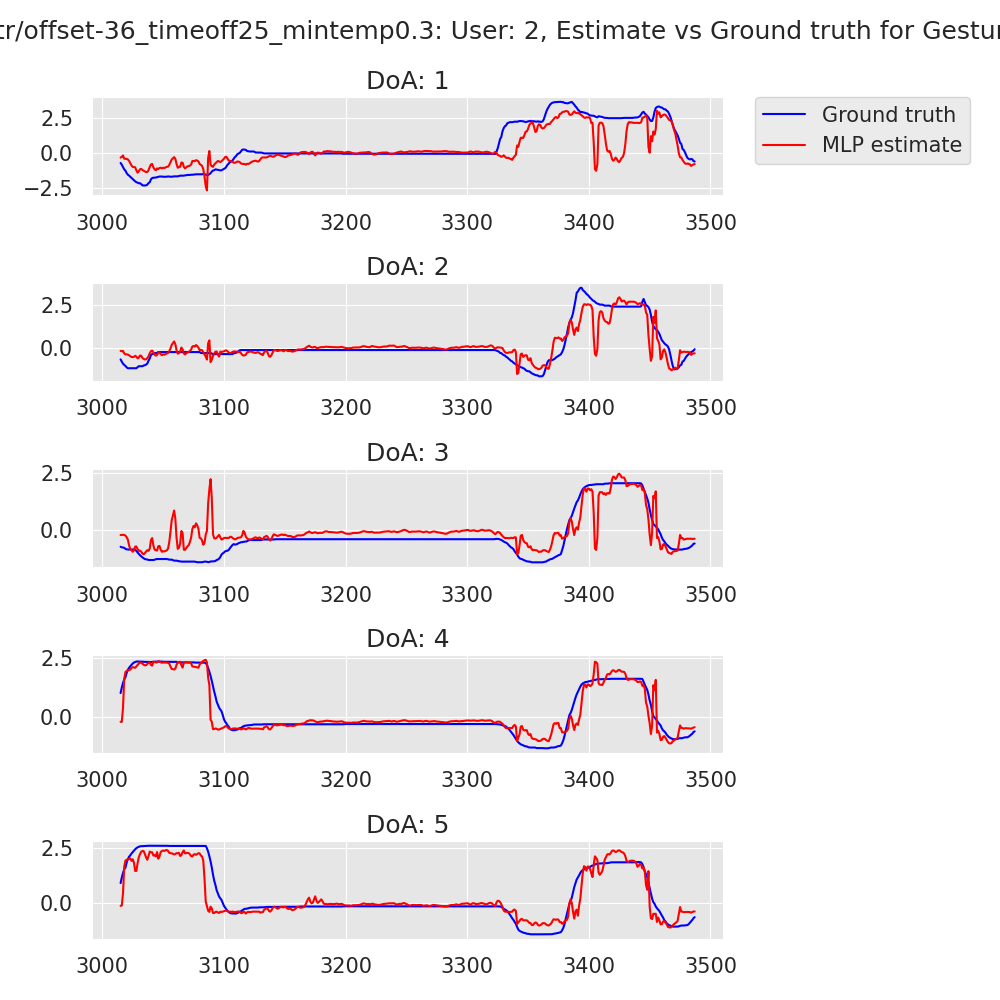 tr/offset-36_timeoff25_mintemp0.3: User: 2, Estimate vs Ground truth for Gestur
DoA: 1
2.5
0.0
−2.5
3000 3100 3200 3300 3400 3500
Ground truth
MLP estimate
DoA: 2
2.5
0.0
3000 3100 3200 3300 3400 3500
DoA: 3
2.5
0.0
3000 3100 3200 3300 3400 3500
DoA: 4
2.5
0.0
3000 3100 3200 3300 3400 3500
DoA: 5
2.5
0.0
3000 3100 3200 3300 3400 3500